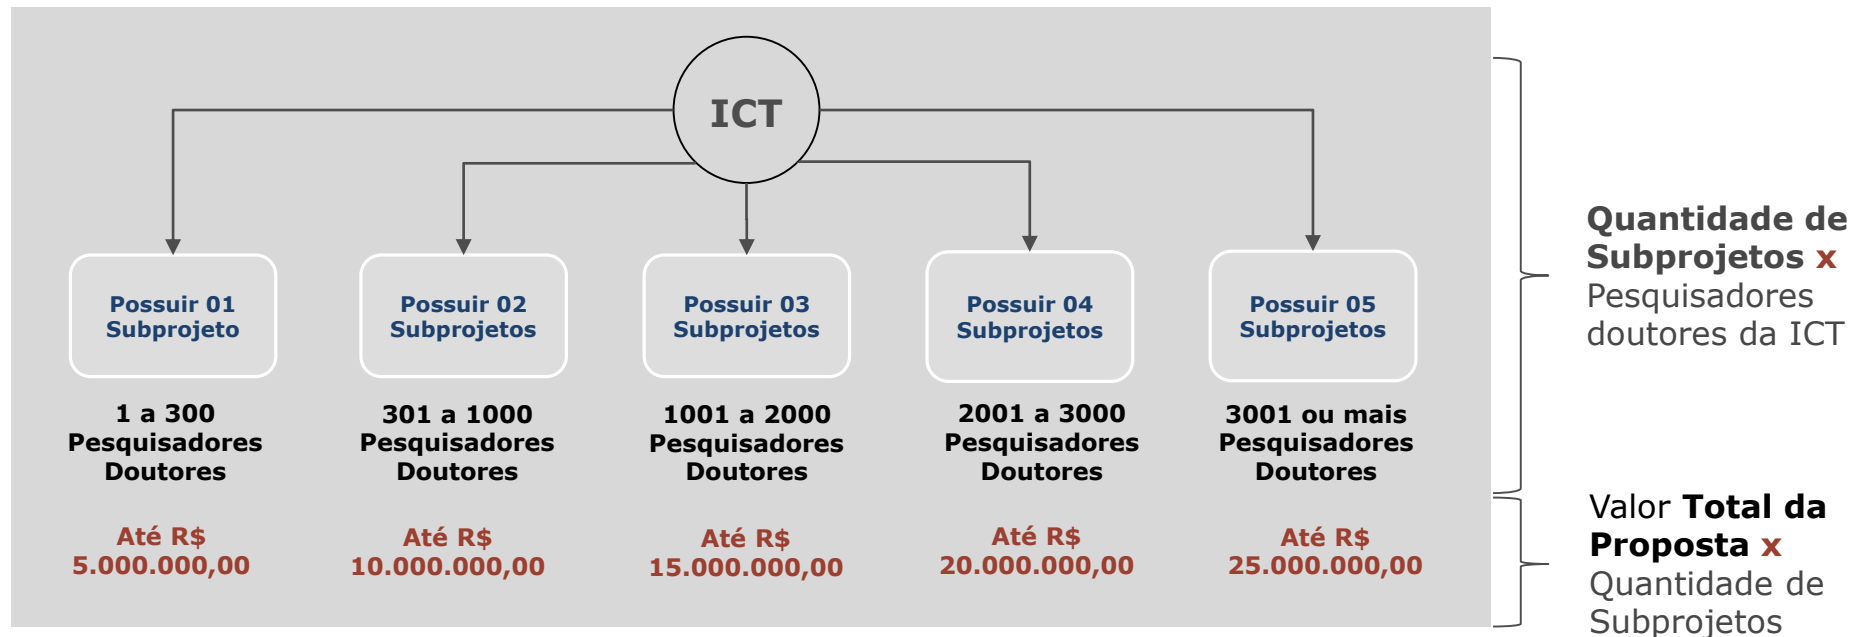 ICT
Possuir 01
Subprojeto
Possuir 02
Subprojetos
Possuir 03
Subprojetos
Possuir 04
Subprojetos
Possuir 05
Subprojetos
1 a 300
Pesquisadores
Doutores
301 a 1000
Pesquisadores
Doutores
1001 a 2000
Pesquisadores
Doutores
2001 a 3000
Pesquisadores
Doutores
3001 ou mais
Pesquisadores
Doutores
Até R$
5.000.000,00
Até R$
10.000.000,00
Até R$
15.000.000,00
Até R$
20.000.000,00
Até R$
25.000.000,00
Quantidade de
Subprojetos x
Pesquisadores
doutores da ICT
Valor Total da
Proposta x
Quantidade de
Subprojetos